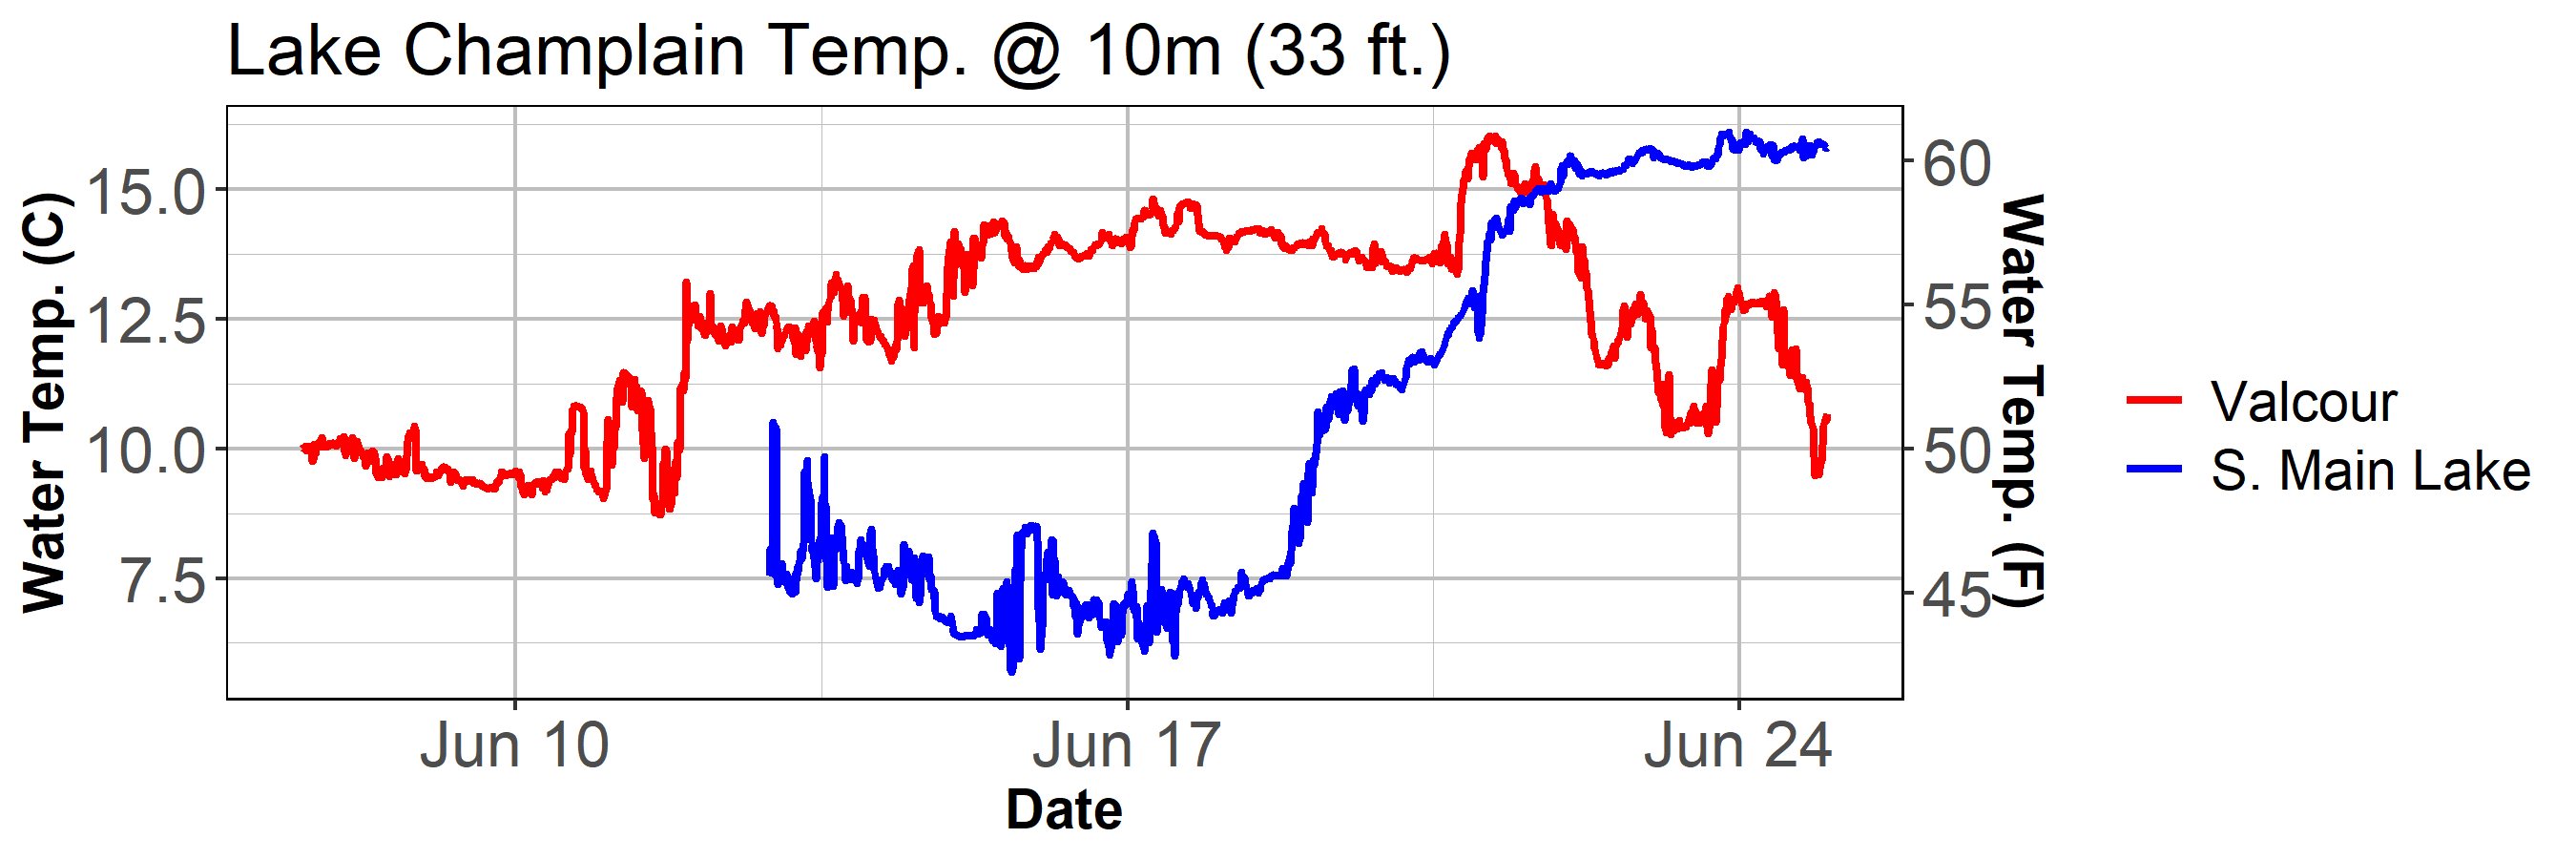 Lake Champlain Temp. @ 10m (33 ft.)
Water Temp. (C)
15.0
12.5
10.0
7.5
60
55
50
45
Water Temp. (F)
Jun 10
Jun 17
Jun 24
Date
Valcour
S. Main Lake